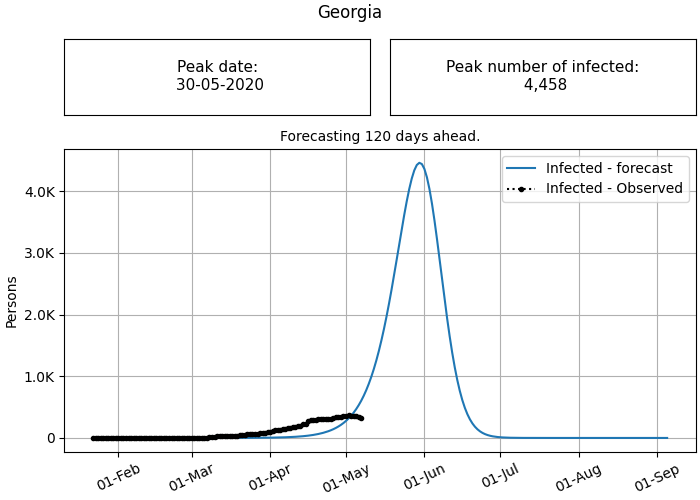 Georgia
Peak date:
30-05-2020
Peak number of infected:
4,458
Forecasting 120 days ahead.
Infected - forecast
Infected - Observed
4.0K
3.0K
2.0K
1.0K
0
Persons
01-Feb
01-Mar
01-Apr
01-May
01-Jun
01-Jul
01-Aug
01-Sep